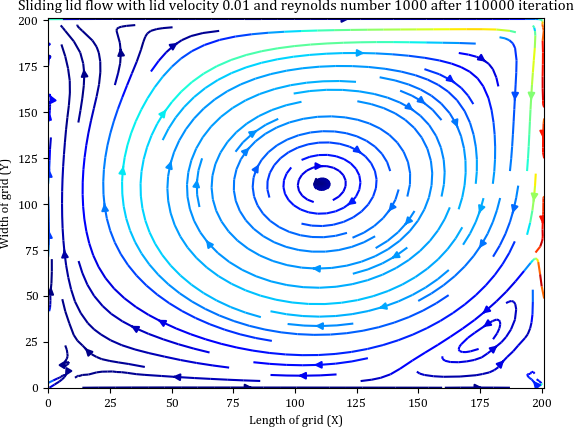 Sliding lid flow with lid velocity 0.01 and reynolds number 1000 after 110000 iteration
200
175
150
125
100
75
50
25
0
Width of grid (Y)
0 25 50 75 100 125 150 175 200
Length of grid (X)